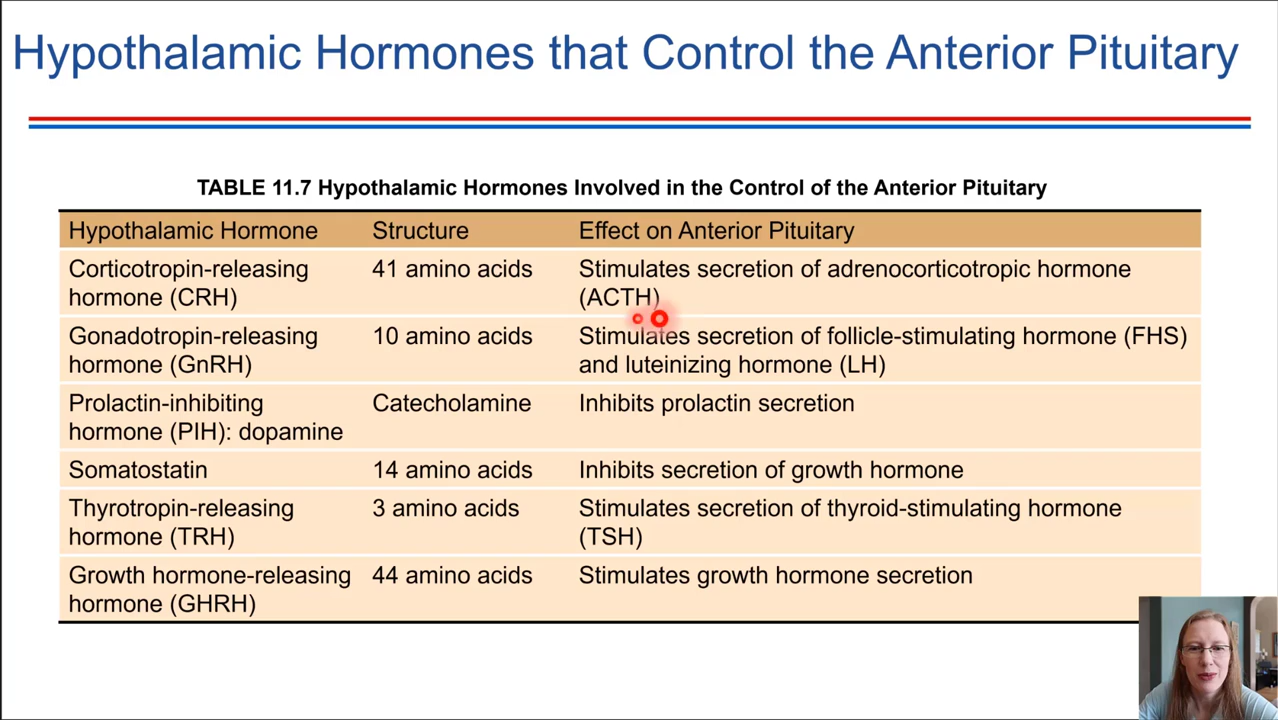 Hypothalamic Hormones that Control the Anterior Pituitary
TABLE 11.7 Hypothalamic Hormones Involved in the Control of the Anterior Pituitary
Hypothalamic Hormone Structure Effect on Anterior Pituitary
Corticotropin-releasing 41 amino acids Stimulates secretion of adrenocorticotropic hormone
hormone (CRH) (ACTH)
Gonadotropin-releasing 10 amino acids Stimulates secretion of follicle-stimulating hormone (FHS)
hormone (GnRH) and luteinizing hormone (LH)
Prolactin-inhibiting Catecholamine Inhibits prolactin secretion
hormone (PIH): dopamine
Somatostatin 14 amino acids Inhibits secretion of growth hormone
Thyrotropin-releasing 3 amino acids Stimulates secretion of thyroid-stimulating hormone
hormone (TRH) (TSH)
Growth hormone-releasing 44 amino acids Stimulates growth hormone secretion
hormone (GHRH)